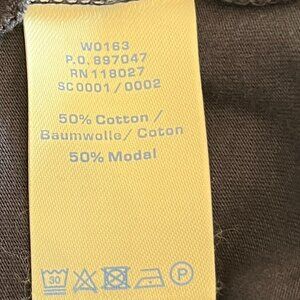 W0163
P.O. 897047
RN 118027
SC0001/0002
50% Cotton /
Baumwolle/ Coton
50% Modal
30 P